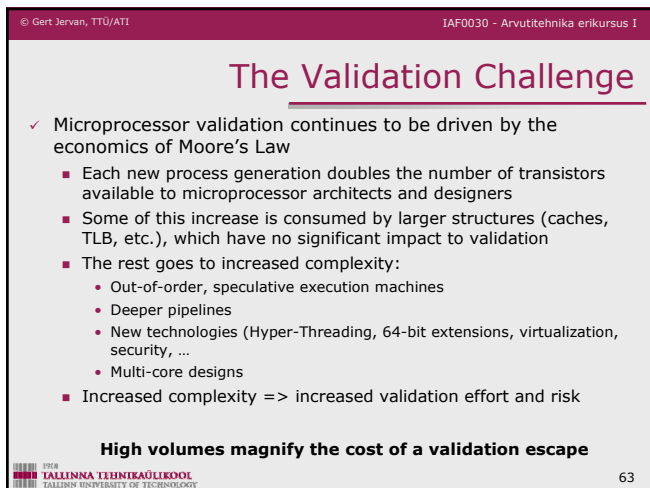 © Gert Jervan, TTÜ/ATI
IAF0030 - Arvutitehnika erikursus I
The Validation Challenge
✓ Microprocessor validation continues to be driven by the
economics of Moore's Law
■ Each new process generation doubles the number of transistors
available to microprocessor architects and designers
■ Some of this increase is consumed by larger structures (caches,
TLB, etc.), which have no significant impact to validation
■ The rest goes to increased complexity:
• Out-of-order, speculative execution machines
• Deeper pipelines
• New technologies (Hyper-Threading, 64-bit extensions, virtualization,
security, …
• Multi-core designs
■ Increased complexity => increased validation effort and risk
High volumes magnify the cost of a validation escape
1918
TALLINNA TEHNIKAÜLIKOOL
TALLINN UNIVERSITY OF TECHNOLOGY
63